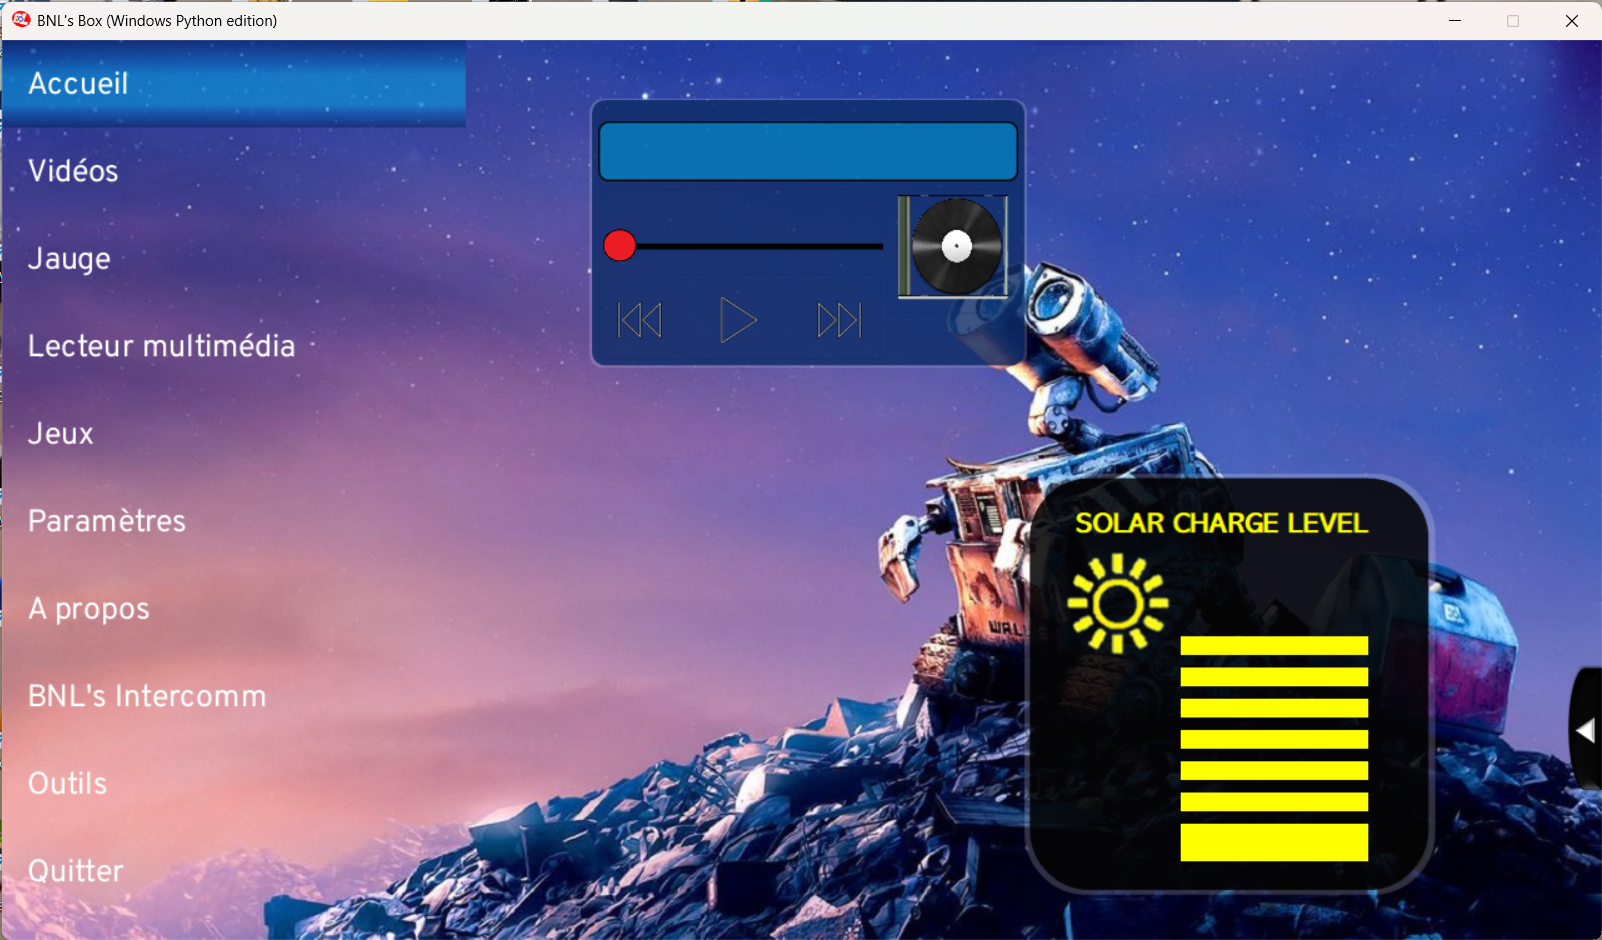 BNL's Box (Windows Python edition)
Accueil
Vidéos
Jauge
Lecteur multimédia
Jeux
Paramètres
A propos
BNL's Intercomm
Outils
Quitter
SOLAR CHARGE LEVEL
WALL